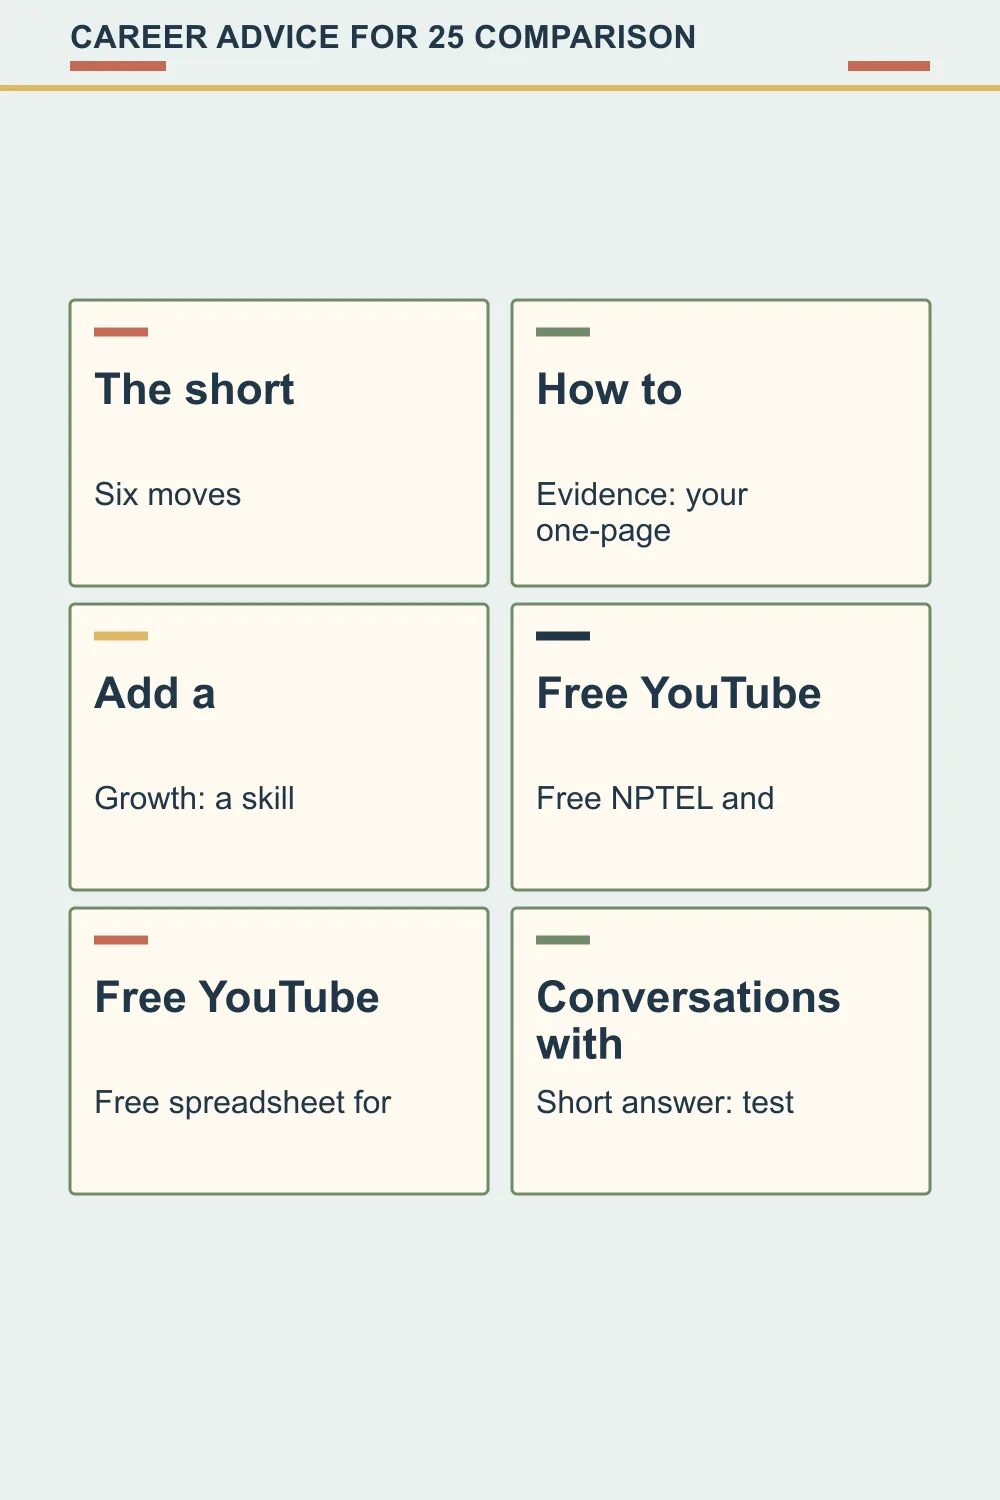 CAREER ADVICE FOR 25 COMPARISON
The short
Six moves
How to
Evidence: your
one-page
Add a
Growth: a skill
Free YouTube
Free NPTEL and
Free YouTube
Free spreadsheet for
Conversations
with
Short answer: test